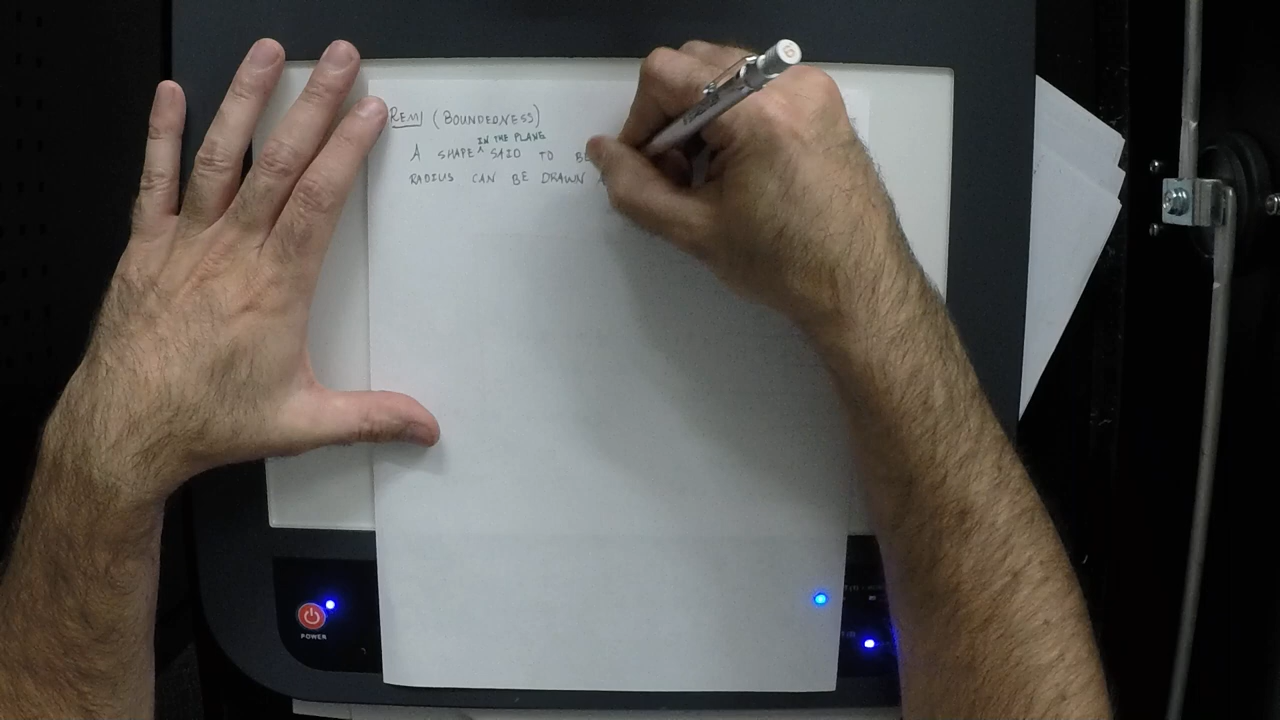 REM (BOUNDEDNESS)
IN THE PLANE
A SHAPE ^ SAID TO BE
RADIUS CAN BE DRAWN
POWER